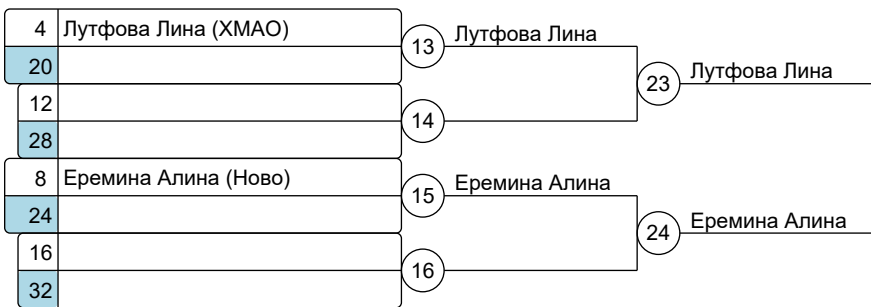 4 Лутфова Лина (ХМАО)
13 Лутфова Лина
20
23 Лутфова Лина
12
14
28
8 Еремина Алина (Ново)
15 Еремина Алина
24
24 Еремина Алина
16
16
32